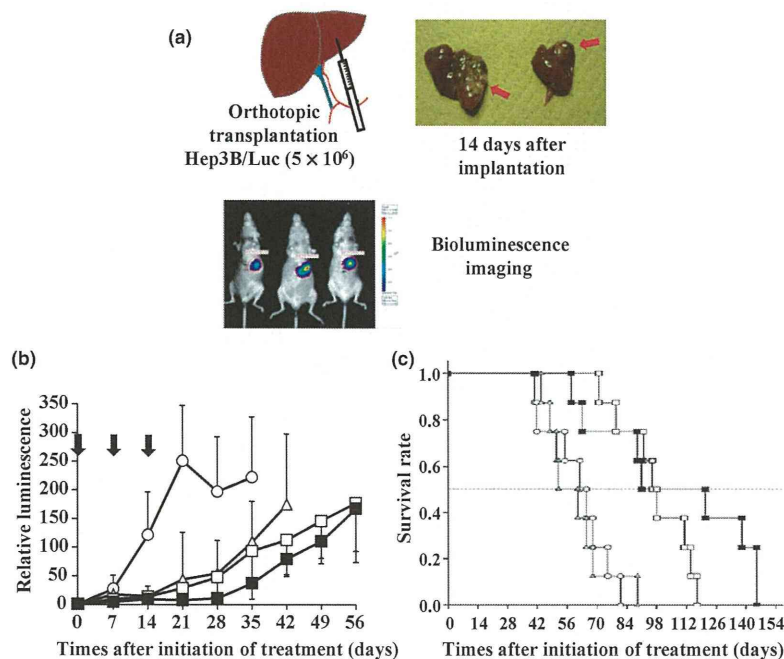 (a)
Orthotopic
transplantation
Hep3B/Luc (5 × 10⁶)
14 days after
implantation
Bioluminescence
imaging
(b)
Relative luminescence
350
300
250
200
150
100
50
0
0 7 14 21 28 35 42 49 56
Times after initiation of treatment (days)
(c)
Survival rate
1.0
0.8
0.6
0.4
0.2
0.0
0 14 28 42 56 70 84 98 112 126 140 154
Times after initiation of treatment (days)